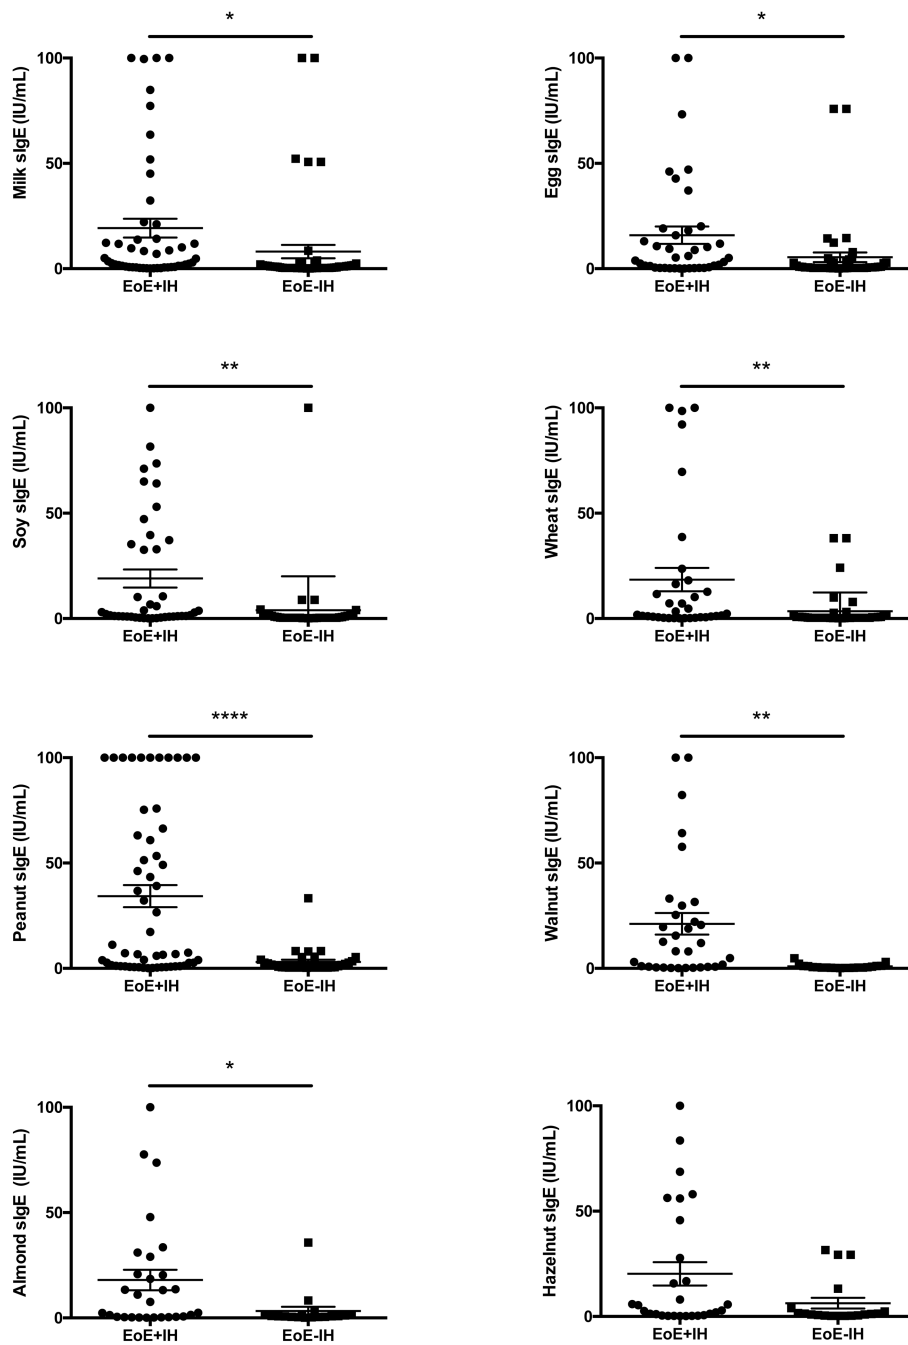 *
Milk sIgE (IU/mL)
100
50
0
EoE+IH EoE-IH
*
Egg sIgE (IU/mL)
100
50
0
EoE+IH EoE-IH
**
Soy sIgE (IU/mL)
100
50
0
EoE+IH EoE-IH
**
Wheat sIgE (IU/mL)
100
50
0
EoE+IH EoE-IH
****
Peanut sIgE (IU/mL)
100
50
0
EoE+IH EoE-IH
**
Walnut sIgE (IU/mL)
100
50
0
EoE+IH EoE-IH
*
Almond sIgE (IU/mL)
100
50
0
EoE+IH EoE-IH
Hazelnut sIgE (IU/mL)
100
50
0
EoE+IH EoE-IH